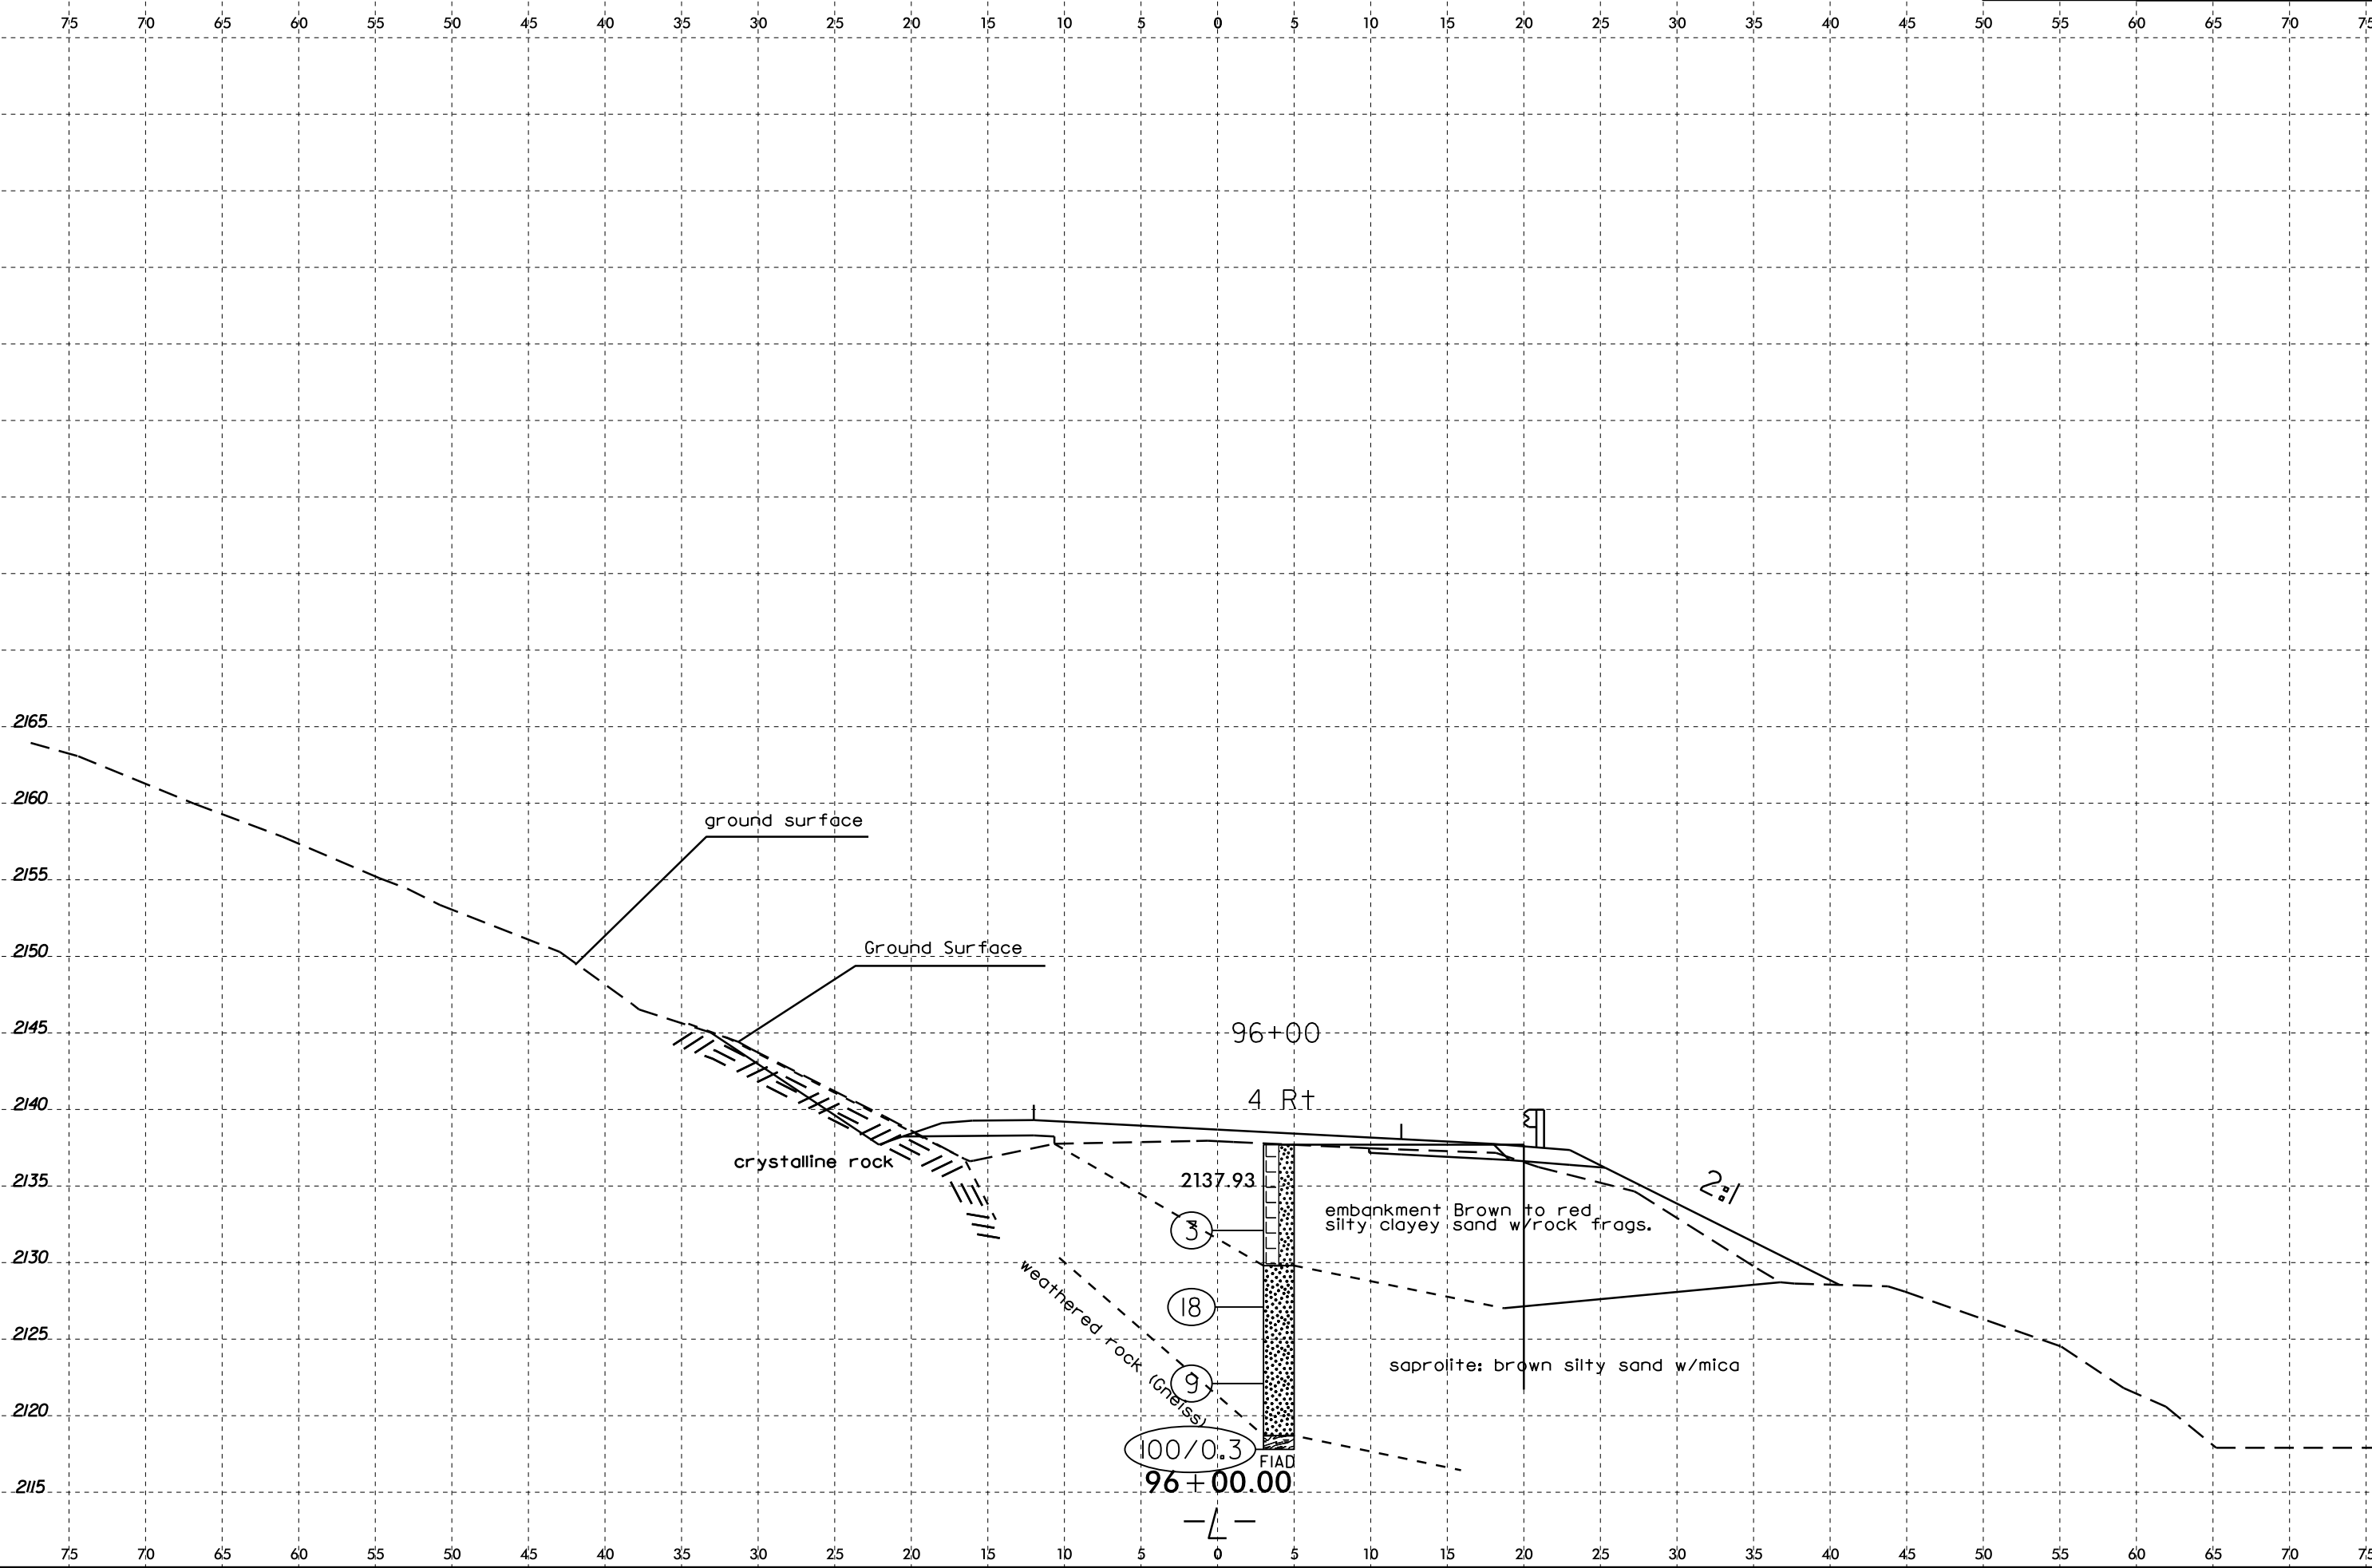 75 70 65 60 55 50 45 40 35 30 25 20 15 10 5 0 5 10 15 20 25 30 35 40 45 50 55 60 65 70 75
2165
2160
ground surface
2155
2150
Ground Surface
2145
96+00
2140
4 Rt
crystalline rock
2135
2137.93
2:1
embankment Brown to red
silty clayey sand w/rock frags.
3
2130
weathered rock (Gneiss)
18
2125
saprolite: brown silty sand w/mica
9
2120
100/0.3
FIAD
96+00.00
2115
-L-
75 70 65 60 55 50 45 40 35 30 25 20 15 10 5 0 5 10 15 20 25 30 35 40 45 50 55 60 65 70 75